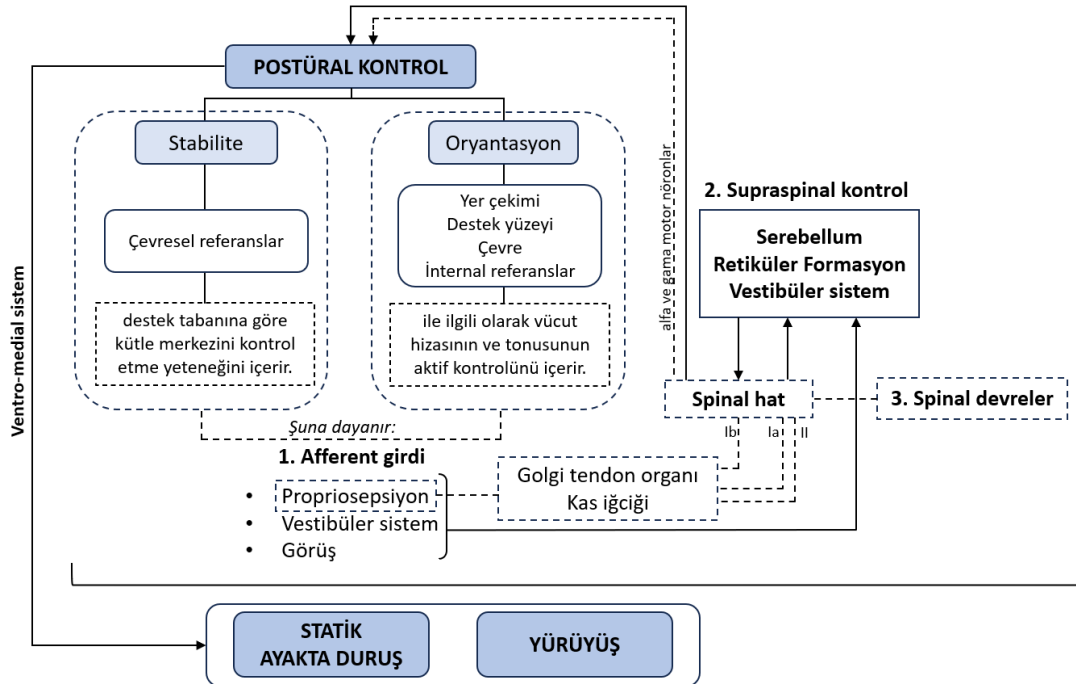 POSTÜRAL KONTROL
Stabilite
Çevresel referanslar
destek tabanına göre
kütle merkezini kontrol
etme yeteneğini içerir.
Oryantasyon
Yer çekimi
Destek yüzeyi
Çevre
İnternal referanslar
ile ilgili olarak vücut
hizasının ve tonusunun
aktif kontrolünü içerir.
Şuna dayanır:
1. Afferent girdi
• Propriosepsiyon
• Vestibüler sistem
• Görüş
Golgi tendon organı
Kas iğciği
Ib
Ia
II
alfa ve gama motor nöronlar
2. Supraspinal kontrol
Serebellum
Retiküler Formasyon
Vestibüler sistem
Spinal hat
3. Spinal devreler
Ventro-medial sistem
STATİK
AYAKTA DURUŞ
YÜRÜYÜŞ